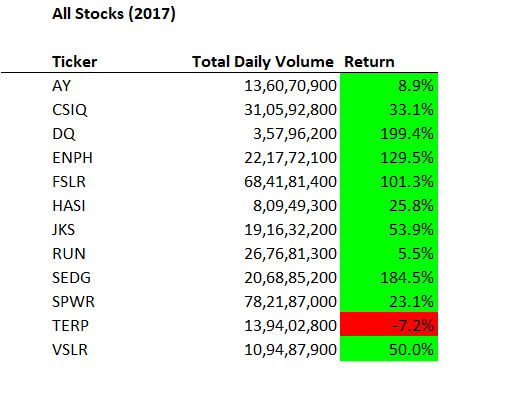 All Stocks (2017)
Ticker Total Daily Volume Return
AY 13,60,70,900 8.9%
CSIQ 31,05,92,800 33.1%
DQ 3,57,96,200 199.4%
ENPH 22,17,72,100 129.5%
FSLR 68,41,81,400 101.3%
HASI 8,09,49,300 25.8%
JKS 19,16,32,200 53.9%
RUN 26,76,81,300 5.5%
SEDG 20,68,85,200 184.5%
SPWR 78,21,87,000 23.1%
TERP 13,94,02,800 -7.2%
VSLR 10,94,87,900 50.0%